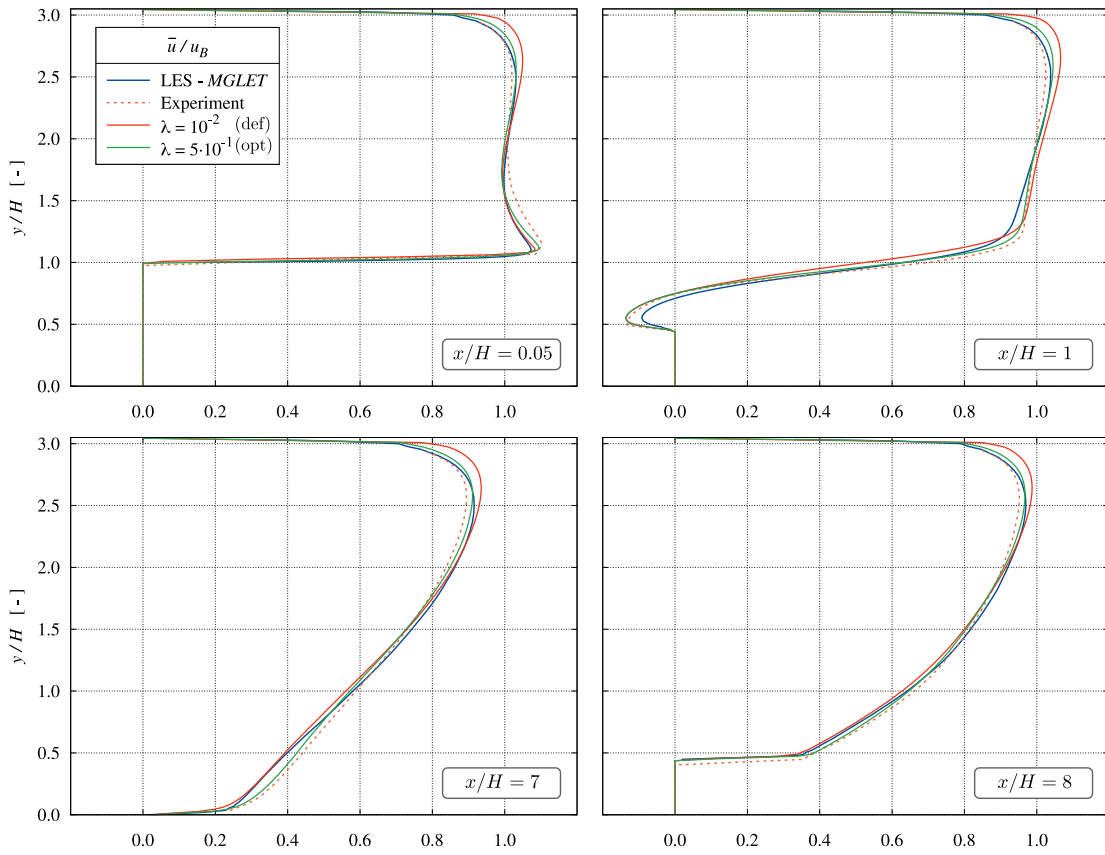 3.0
2.5
2.0
1.5
1.0
0.5
0.0
y/H [-]
u̅/u_B
LES - MGLET
Experiment
λ = 10⁻² (def)
λ = 5·10⁻¹ (opt)
x/H = 0.05
0.0 0.2 0.4 0.6 0.8 1.0
x/H = 1
0.0 0.2 0.4 0.6 0.8 1.0
3.0
2.5
2.0
1.5
1.0
0.5
0.0
y/H [-]
x/H = 7
0.0 0.2 0.4 0.6 0.8 1.0
x/H = 8
0.0 0.2 0.4 0.6 0.8 1.0